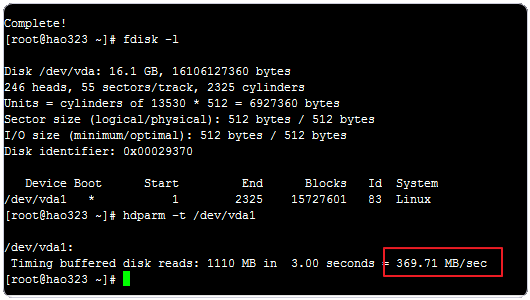 Complete!
[root@hao323 ~]# fdisk -l
Disk /dev/vda: 16.1 GB, 16106127360 bytes
246 heads, 55 sectors/track, 2325 cylinders
Units = cylinders of 13530 * 512 = 6927360 bytes
Sector size (logical/physical): 512 bytes / 512 bytes
I/O size (minimum/optimal): 512 bytes / 512 bytes
Disk identifier: 0x00029370
Device Boot Start End Blocks Id System
/dev/vda1 * 1 2325 15727601 83 Linux
[root@hao323 ~]# hdparm -t /dev/vda1
/dev/vda1:
Timing buffered disk reads: 1110 MB in 3.00 seconds = 369.71 MB/sec
[root@hao323 ~]#